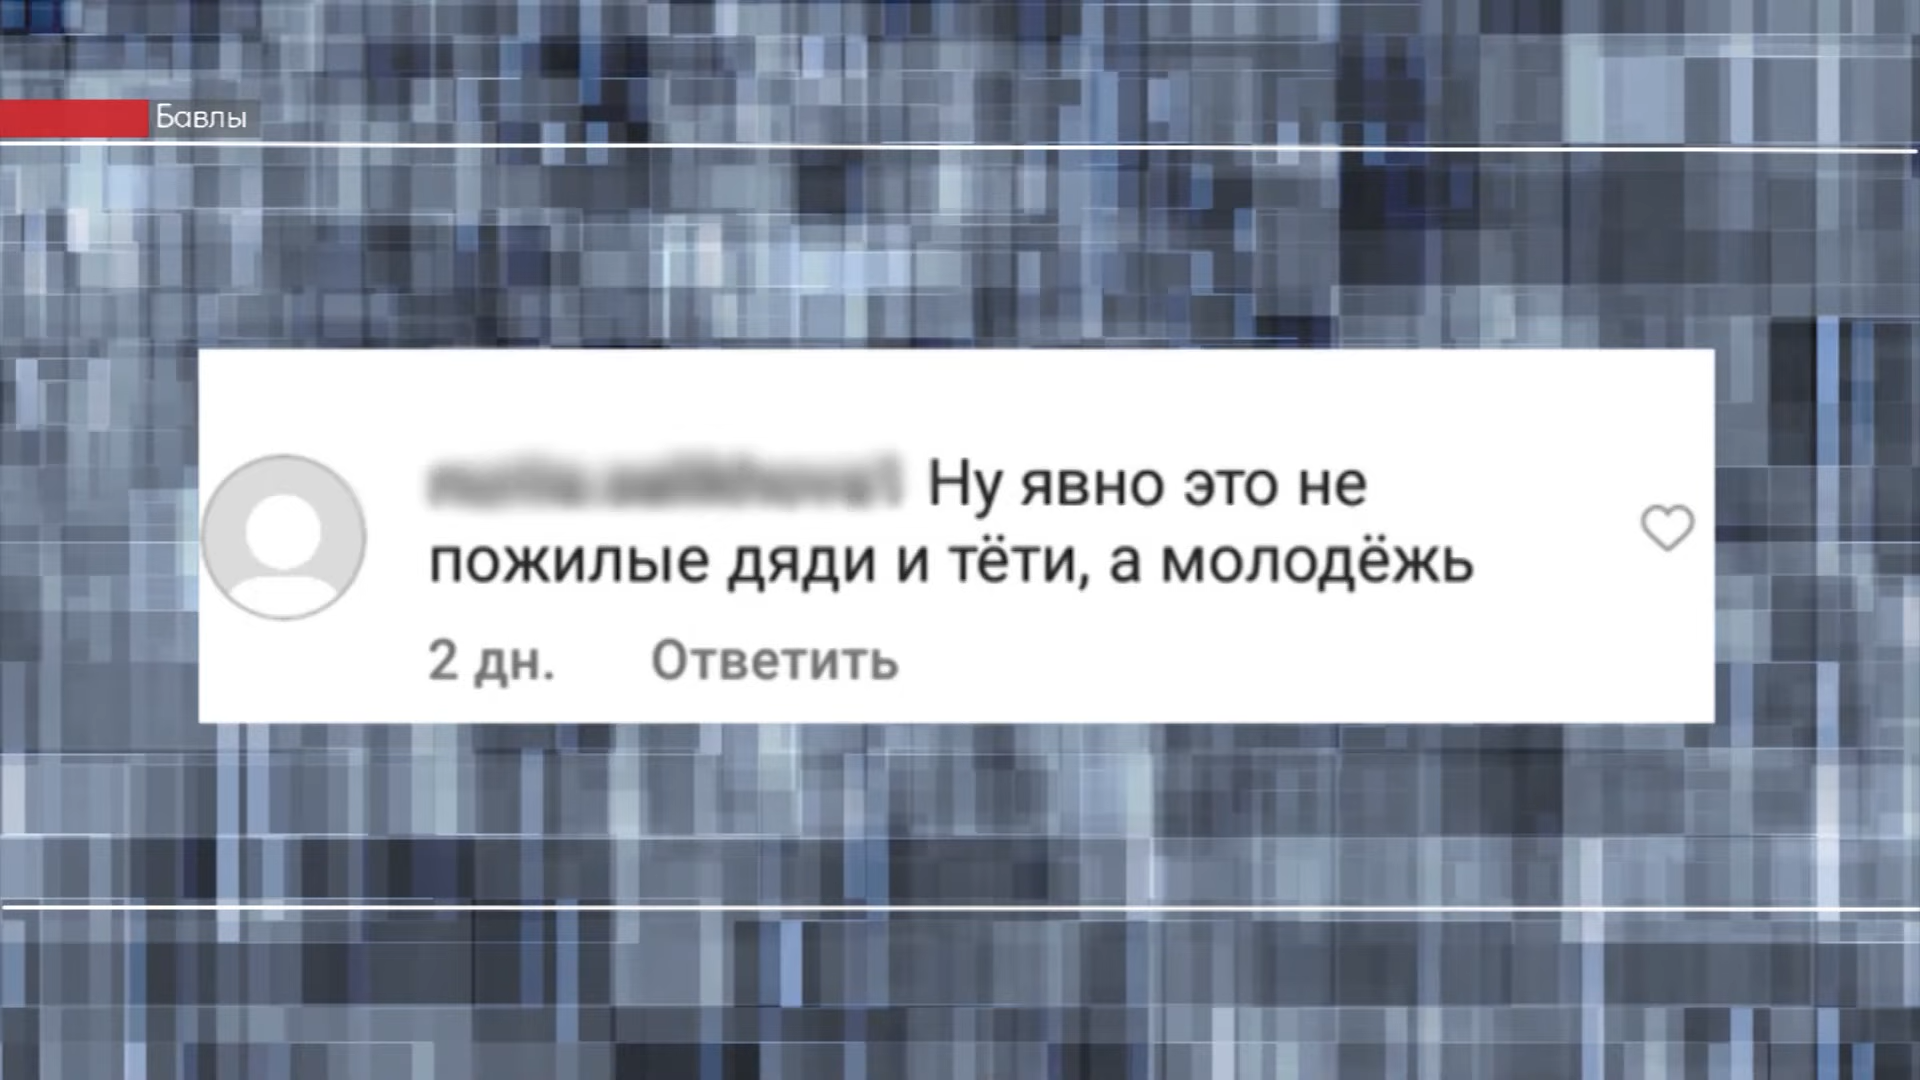 Бавлы
Ну явно это не
пожилые дяди и тёти, а молодёжь
2 дн. Ответить